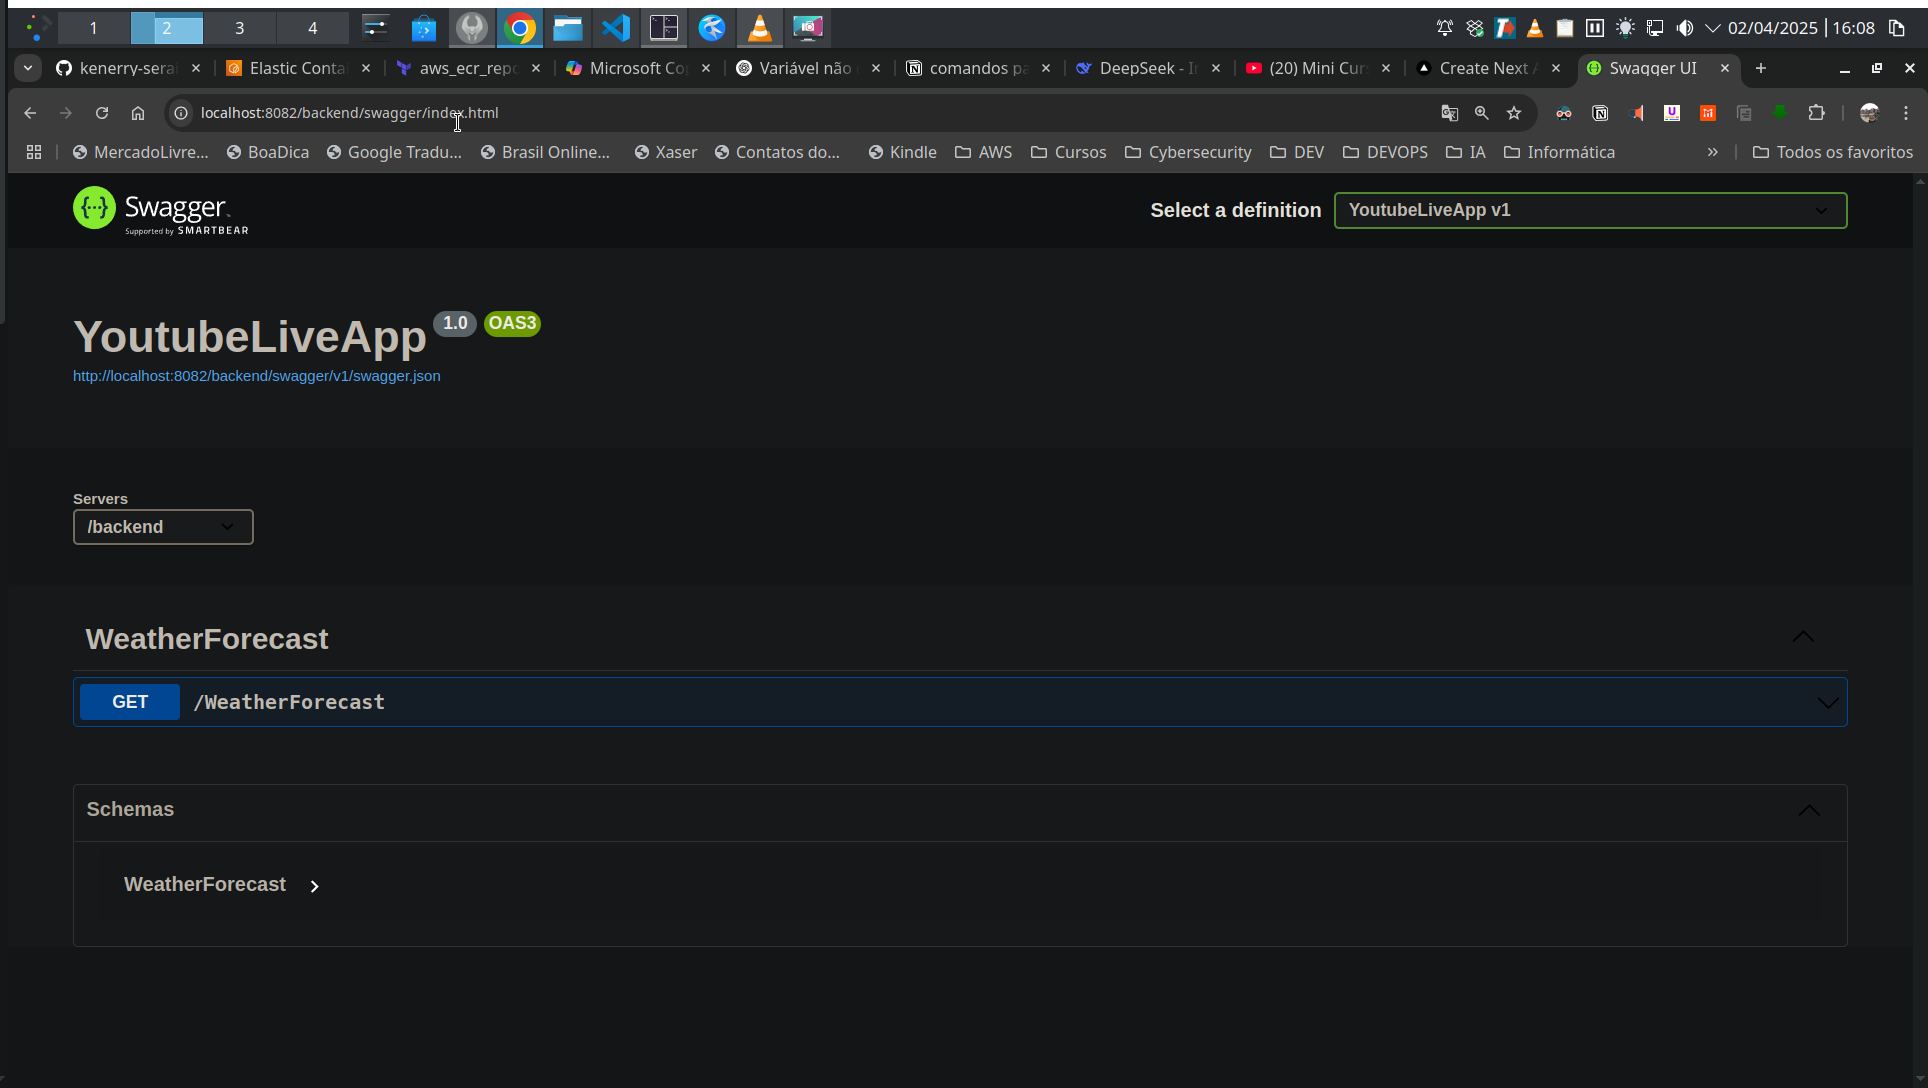 1 2 3 4 02/04/2025 16:08
kenerry-serai Elastic Conta aws_ecr_repo Microsoft Co Variável não comandos pa DeepSeek - I (20) Mini Cur Create Next Swagger UI
localhost:8082/backend/swagger/index.html
MercadoLivre... BoaDica Google Tradu... Brasil Online... Xaser Contatos do... Kindle AWS Cursos Cybersecurity DEV DEVOPS IA Informática » Todos os favoritos
Swagger
Supported by SMARTBEAR
Select a definition YoutubeLiveApp v1
YoutubeLiveApp 1.0 OAS3
http://localhost:8082/backend/swagger/v1/swagger.json
Servers
/backend
WeatherForecast
GET /WeatherForecast
Schemas
WeatherForecast